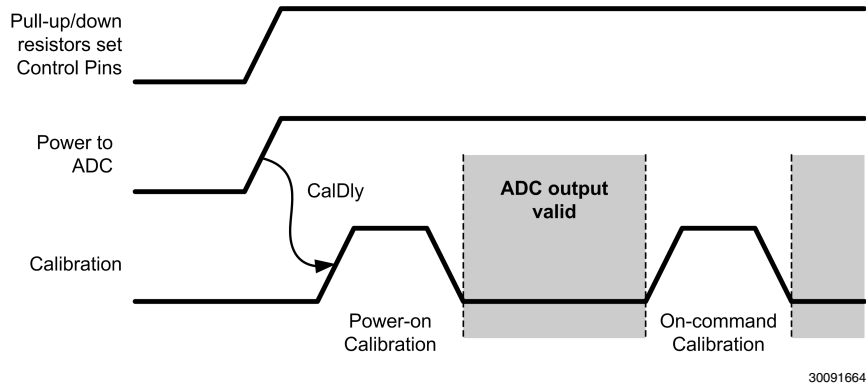 Pull-up/down
resistors set
Control Pins
Power to
ADC
CalDly
ADC output
valid
Calibration
Power-on
Calibration
On-command
Calibration
30091664